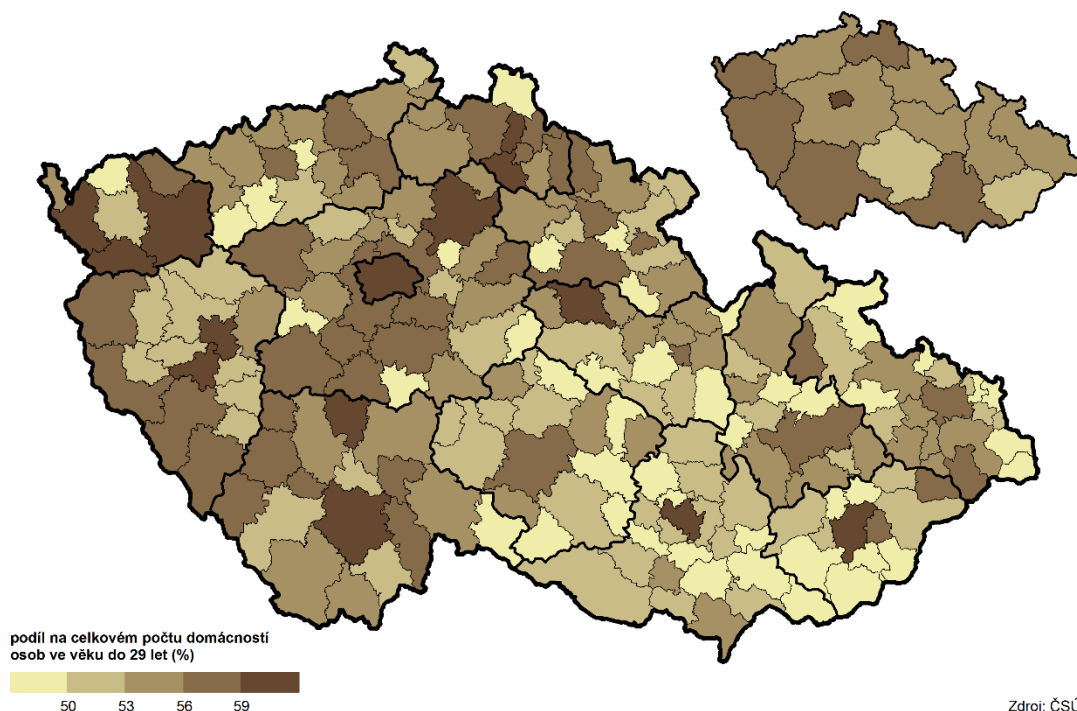 podíl na celkovém počtu domácností
osob ve věku do 29 let (%)
50 53 56 59
Zdroj: ČSÚ